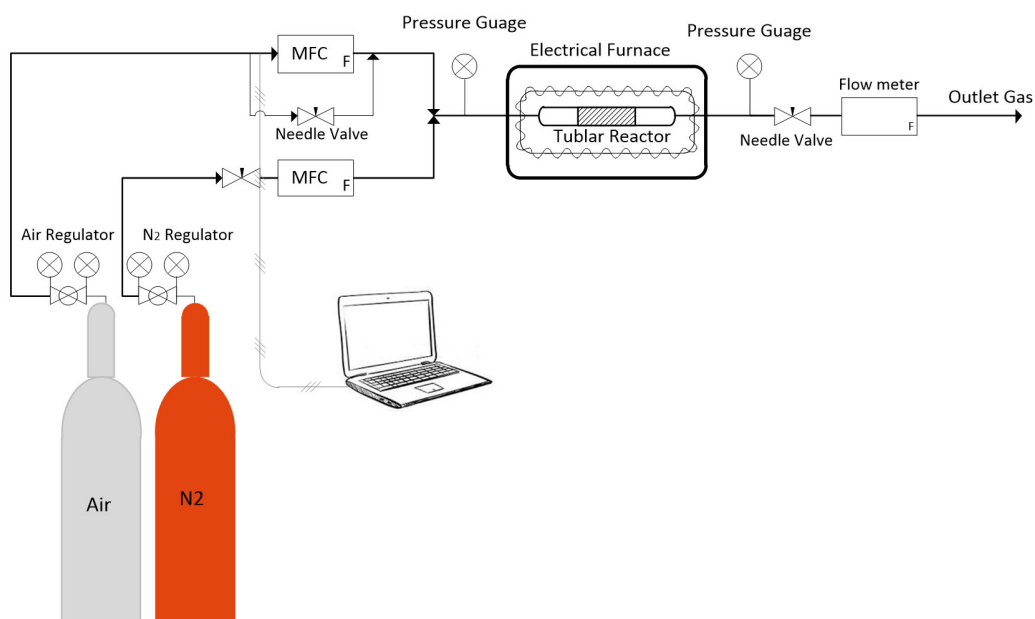 Pressure Guage
Pressure Guage
MFC
F
Electrical Furnace
Flow meter
Outlet Gas
F
Needle Valve
Tublar Reactor
Needle Valve
MFC
F
Air Regulator
N2 Regulator
Air
N2